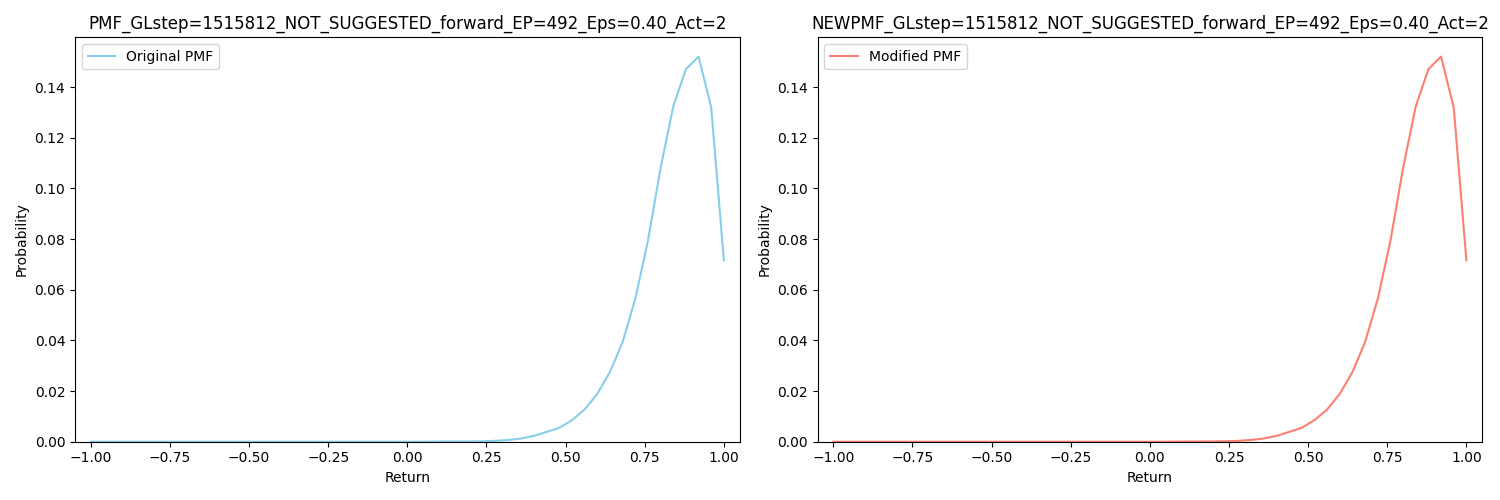 PMF_GLstep=1515812_NOT_SUGGESTED_forward_EP=492_Eps=0.40_Act=2
Original PMF
Probability
0.14
0.12
0.10
0.08
0.06
0.04
0.02
0.00
−1.00 −0.75 −0.50 −0.25 0.00 0.25 0.50 0.75 1.00
Return
NEWPMF_GLstep=1515812_NOT_SUGGESTED_forward_EP=492_Eps=0.40_Act=2
Modified PMF
Probability
0.14
0.12
0.10
0.08
0.06
0.04
0.02
0.00
−1.00 −0.75 −0.50 −0.25 0.00 0.25 0.50 0.75 1.00
Return